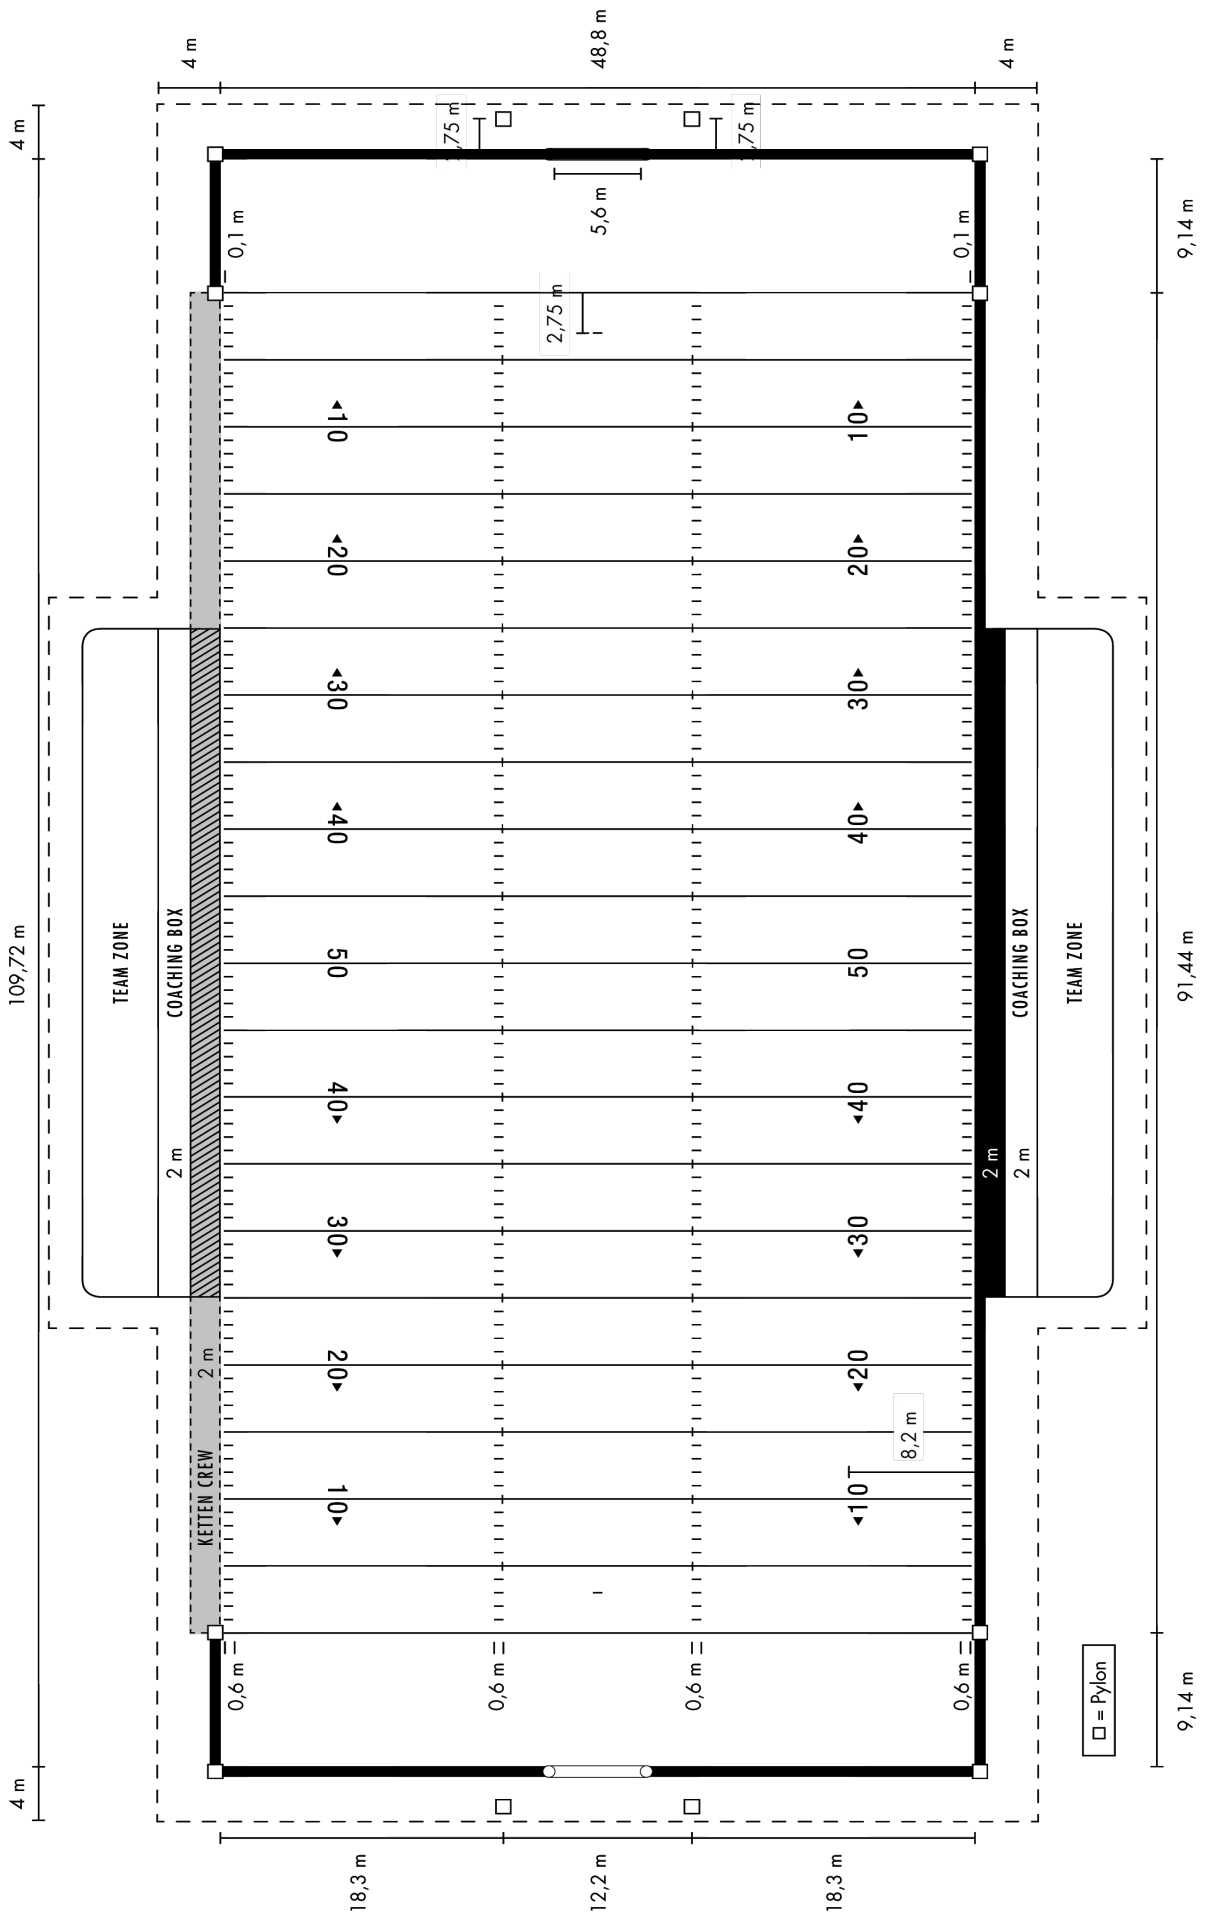 4 m
48,8 m
4 m
4 m
,75 m
,75 m
5,6 m
0,1 m
0,1 m
9,14 m
2,75 m
10
10
20
20
30
30
40
40
109,72 m
TEAM ZONE
COACHING BOX
50
50
COACHING BOX
TEAM ZONE
91,44 m
40
40
2 m
2 m
2 m
30
30
2 m
20
20
8,2 m
KETTEN CREW
10
10
0,6 m
0,6 m
0,6 m
0,6 m
= Pylon
9,14 m
4 m
18,3 m
12,2 m
18,3 m